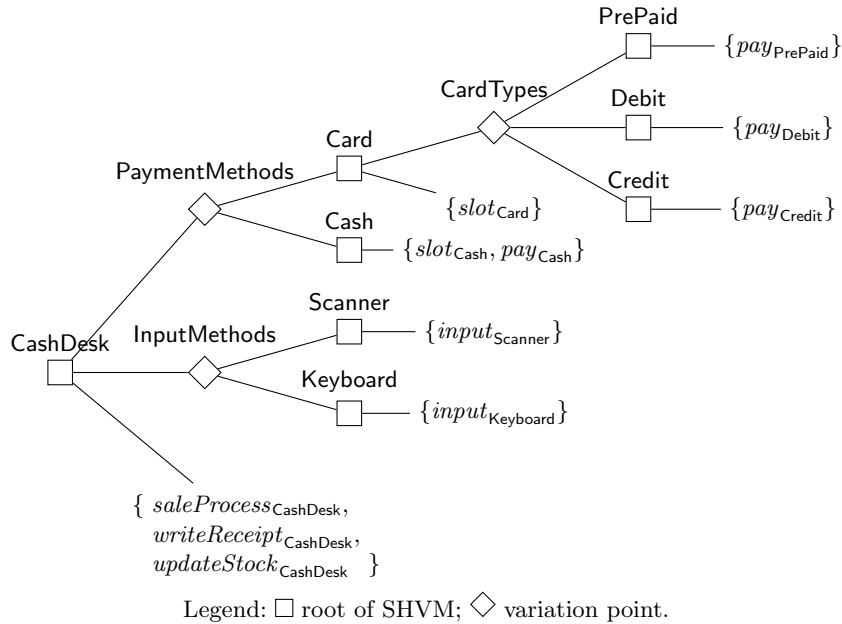 PrePaid
{pay_PrePaid}
CardTypes
Debit
{pay_Debit}
Card
PaymentMethods
Credit
{slot_Card}
{pay_Credit}
Cash
{slot_Cash, pay_Cash}
Scanner
CashDesk
InputMethods
{input_Scanner}
Keyboard
{input_Keyboard}
{ saleProcess_CashDesk,
writeReceipt_CashDesk,
updateStock_CashDesk }
Legend: □ root of SHVM; ◇ variation point.